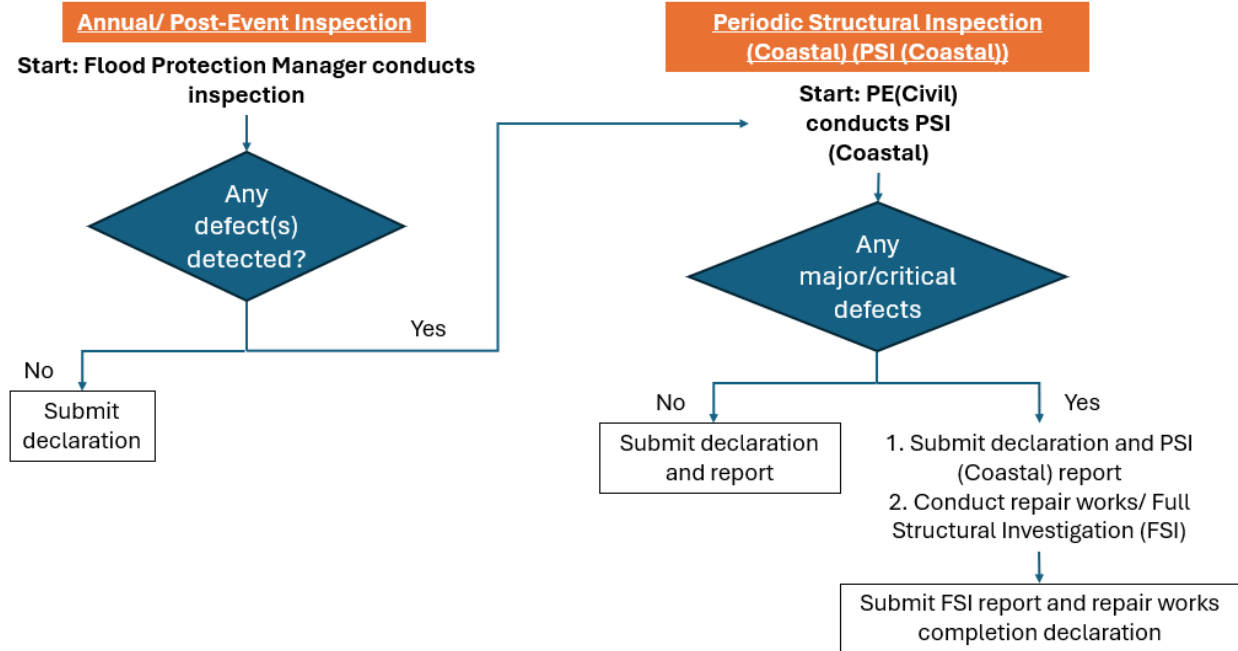 Annual/ Post-Event Inspection
Start: Flood Protection Manager conducts
inspection
Any
defect(s)
detected?
Yes
No
Submit
declaration
Periodic Structural Inspection
(Coastal) (PSI (Coastal))
Start: PE(Civil)
conducts PSI
(Coastal)
Any
major/critical
defects
No
Submit declaration
and report
Yes
1. Submit declaration and PSI
(Coastal) report
2. Conduct repair works/ Full
Structural Investigation (FSI)
Submit FSI report and repair works
completion declaration